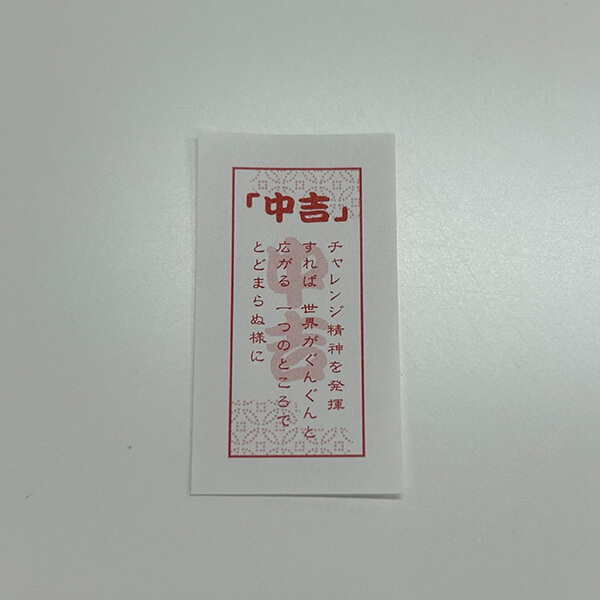 「中吉」
中吉
チャレンジ精神を発揮
すれば 世界がぐんぐんと
広がる 一つのところで
とどまらぬ様に